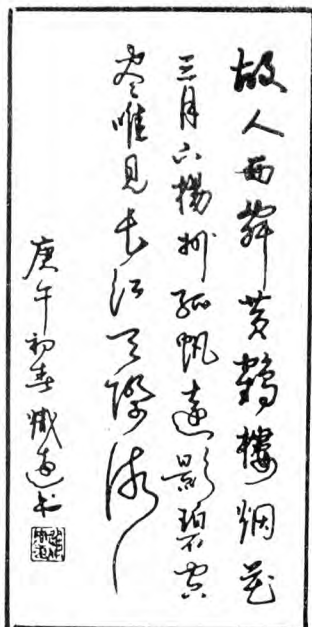 故人西辞黄鹤楼烟花
三月下扬州孤帆远影碧空
尽唯见长江天际流
庚午初春 书